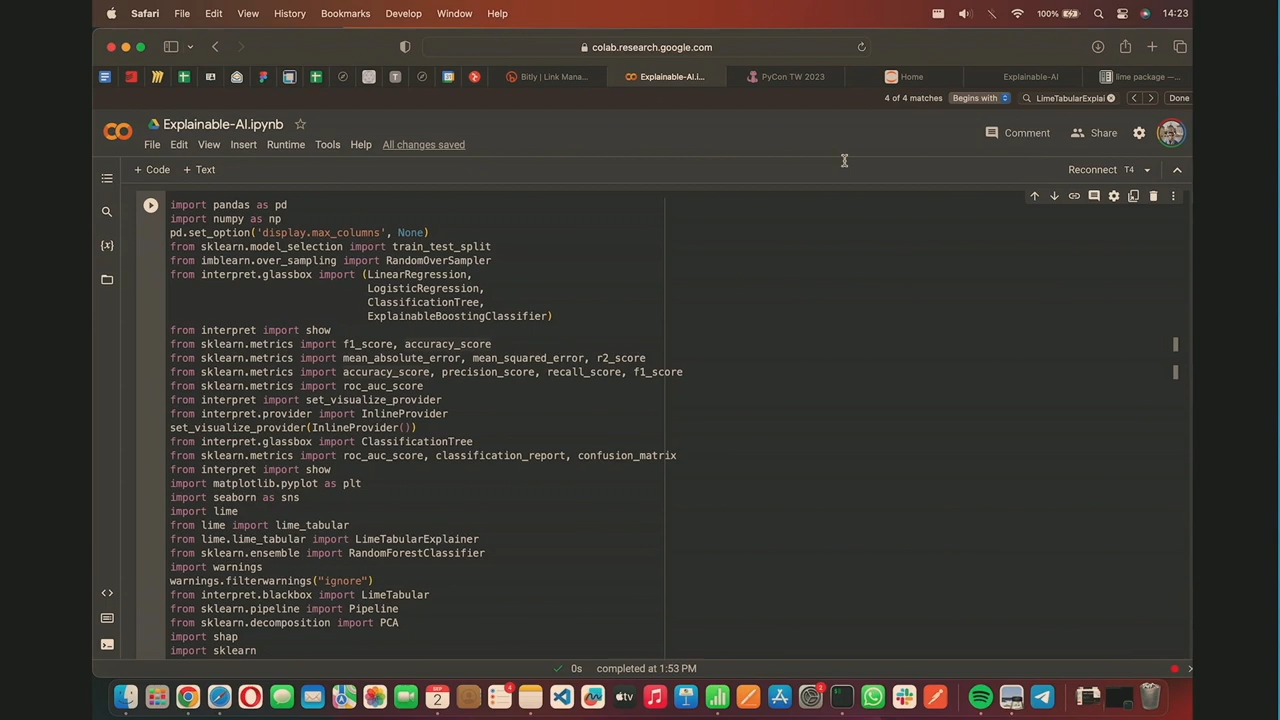 Safari File Edit View History Bookmarks Develop Window Help 100% 14:23
colab.research.google.com
Bitly | Link Mana... Explainable-AI.i... PyCon TW 2023 Home Explainable-AI lime package —...
4 of 4 matches Begins with LimeTabularExplai Done
Explainable-AI.ipynb
Comment Share
File Edit View Insert Runtime Tools Help All changes saved
+ Code + Text Reconnect T4
import pandas as pd
import numpy as np
pd.set_option('display.max_columns', None)
from sklearn.model_selection import train_test_split
from imblearn.over_sampling import RandomOverSampler
from interpret.glassbox import (LinearRegression,
LogisticRegression,
ClassificationTree,
ExplainableBoostingClassifier)
from interpret import show
from sklearn.metrics import f1_score, accuracy_score
from sklearn.metrics import mean_absolute_error, mean_squared_error, r2_score
from sklearn.metrics import accuracy_score, precision_score, recall_score, f1_score
from sklearn.metrics import roc_auc_score
from interpret import set_visualize_provider
from interpret.provider import InlineProvider
set_visualize_provider(InlineProvider())
from interpret.glassbox import ClassificationTree
from sklearn.metrics import roc_auc_score, classification_report, confusion_matrix
from interpret import show
import matplotlib.pyplot as plt
import seaborn as sns
import lime
from lime import lime_tabular
from lime.lime_tabular import LimeTabularExplainer
from sklearn.ensemble import RandomForestClassifier
import warnings
warnings.filterwarnings("ignore")
from interpret.blackbox import LimeTabular
from sklearn.pipeline import Pipeline
from sklearn.decomposition import PCA
import shap
import sklearn
0s completed at 1:53 PM